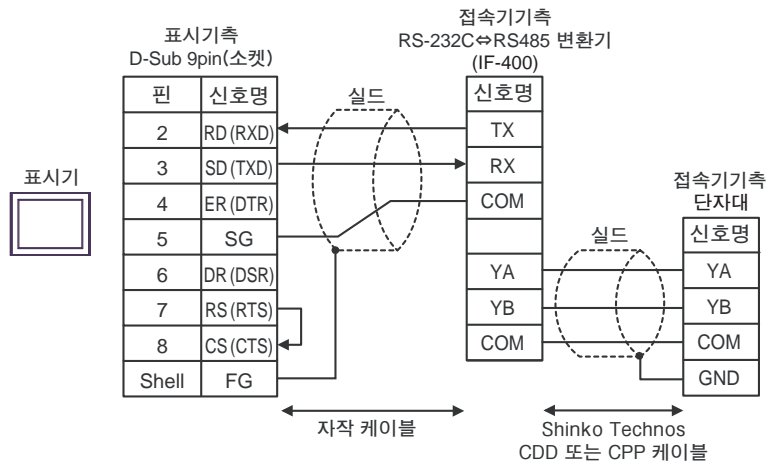 표시기
표시기측
D-Sub 9pin(소켓)
핀 신호명
2 RD (RXD)
3 SD (TXD)
4 ER (DTR)
5 SG
6 DR (DSR)
7 RS (RTS)
8 CS (CTS)
Shell FG
실드
자작 케이블
접속기기측
RS-232C⇔RS485 변환기
(IF-400)
신호명
TX
RX
COM
YA
YB
COM
실드
Shinko Technos
CDD 또는 CPP 케이블
접속기기측
단자대
신호명
YA
YB
COM
GND